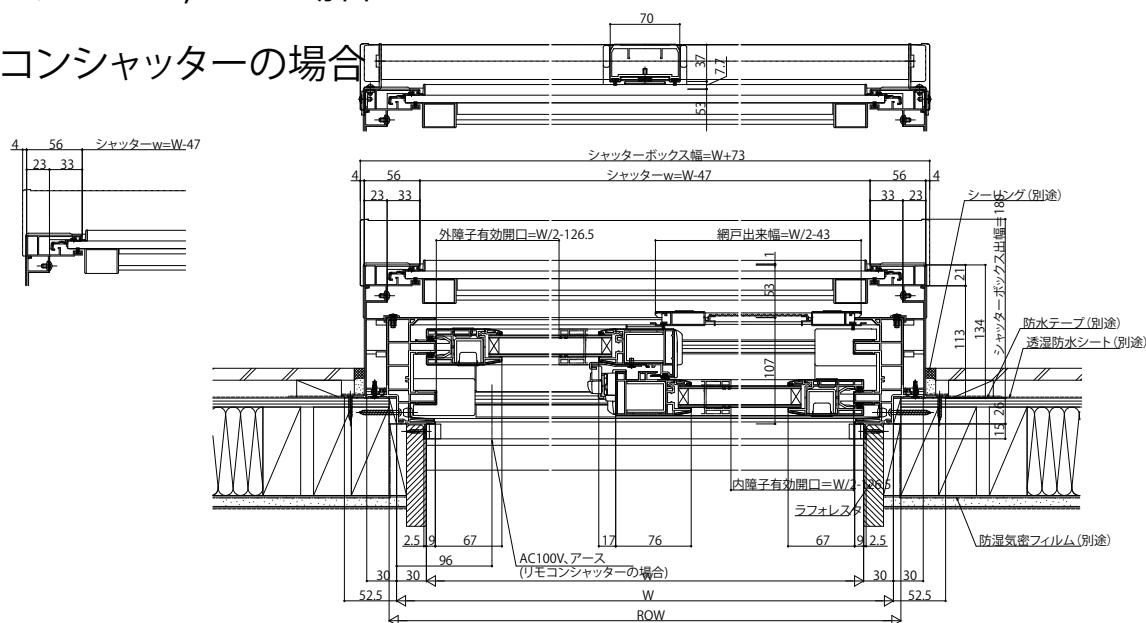 コンシャッターの場合
70
37
7.7
53
4 56 シャッターw=W-47
23 33
シャッターボックス幅=W+73
4 56 シャッターw=W-47 56 4
23 33 33 23
シーリング(別途)
外障子有効開口=W/2-126.5
網戸出来幅=W/2-43
1
53
107
21
113
134
シャッターボックス出幅=189
防水テープ(別途)
透湿防水シート(別途)
15 26
内障子有効開口=W/2-126.5
ラフォレスタ
2.5 9 67 17 76 67 9 2.5
防湿気密フィルム(別途)
96
AC100V、アース
(リモコンシャッターの場合)
30 30 w 30 30
52.5 W 52.5
ROW